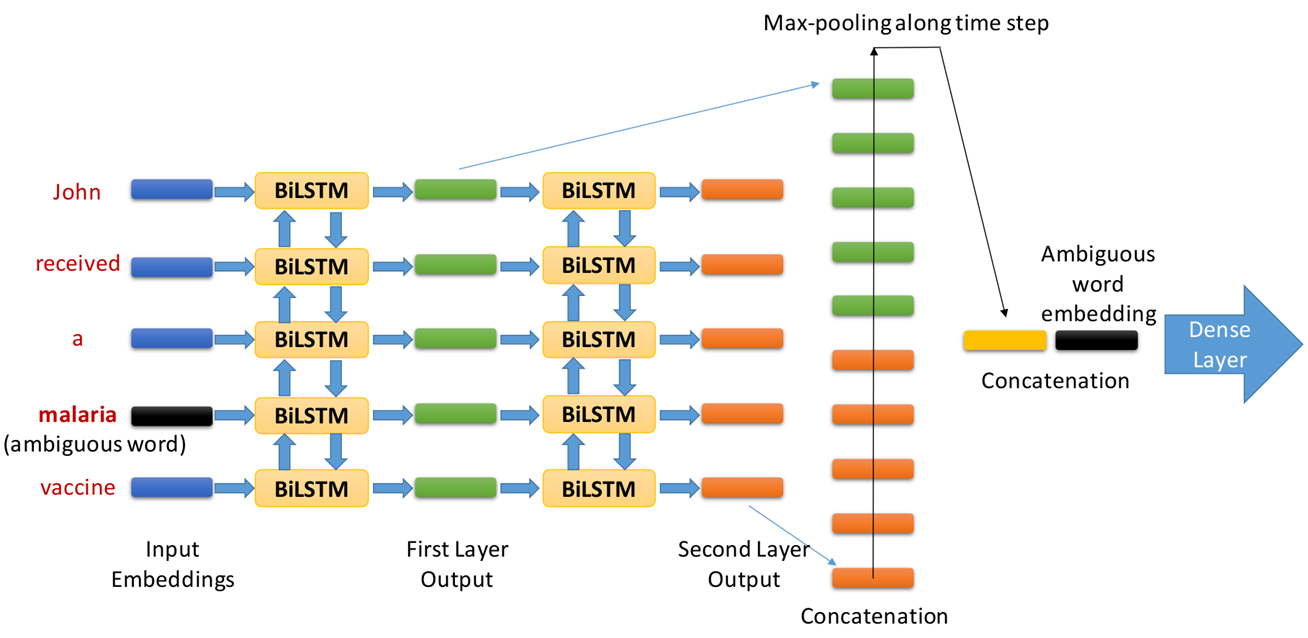 Max-pooling along time step
John
BiLSTM
BiLSTM
received
BiLSTM
BiLSTM
a
BiLSTM
BiLSTM
malaria
(ambiguous word)
BiLSTM
BiLSTM
vaccine
BiLSTM
BiLSTM
Input
Embeddings
First Layer
Output
Second Layer
Output
Concatenation
Ambiguous
word
embedding
Concatenation
Dense
Layer